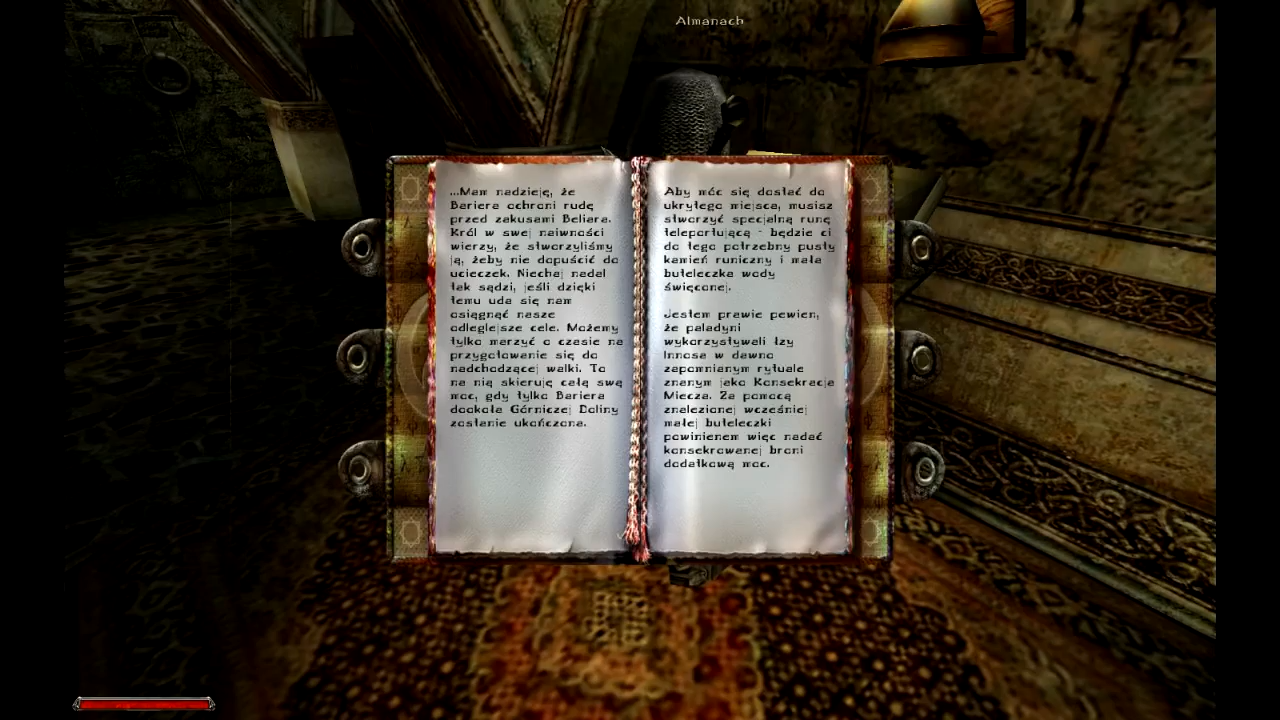 Almanach
...Mam nadzieję, że
Bariera ochroni rudę
przed zakusami Beliara.
Król w swej naiwności
wierzy, że stworzyliśmy
ją, żeby nie dopuścić do
ucieczek. Niechaj nadal
tak sądzi, jeśli dzięki
temu uda się nam
osiągnąć nasze
odleglejsze cele. Możemy
tylko marzyć o czasie na
przygotowanie się do
nadchodzącej walki. To
na nią skieruję całą swą
moc, gdy tylko Bariera
dookoła Górniczej Doliny
zostanie ukończona.
Aby móc się dostać do
ukrytego miejsca, musisz
stworzyć specjalną runę
teleportującą - będzie ci
do tego potrzebny pusty
kamień runiczny i mała
buteleczka wody
święconej.
Jestem prawie pewien,
że paladyni
wykorzystywali łzy
Innosa w dawno
zapomnianym rytuale
znanym jako Konsekracja
Miecza. Za pomocą
znalezionej wcześniej
małej buteleczki
powinienem więc nadać
konsekrowanej broni
dodatkową moc.